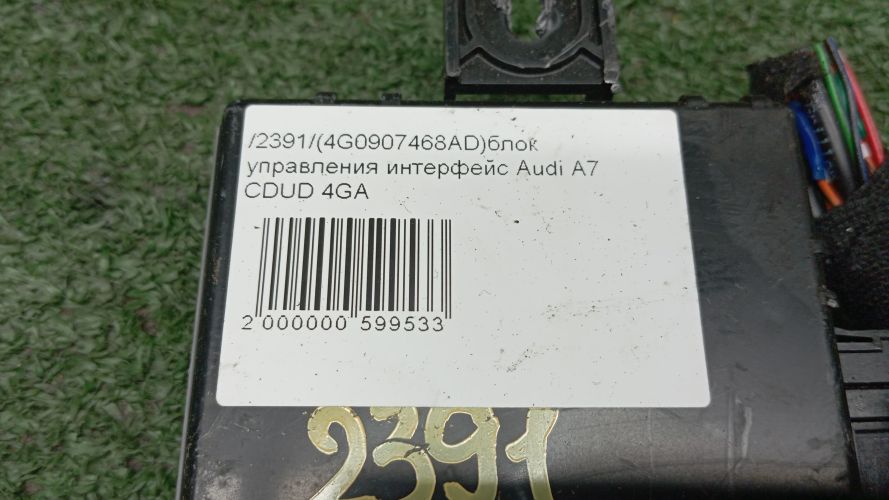 /2391/(4G0907468AD)блок
управления интерфейс Audi A7
CDUD 4GA
2 000000 599533
2391